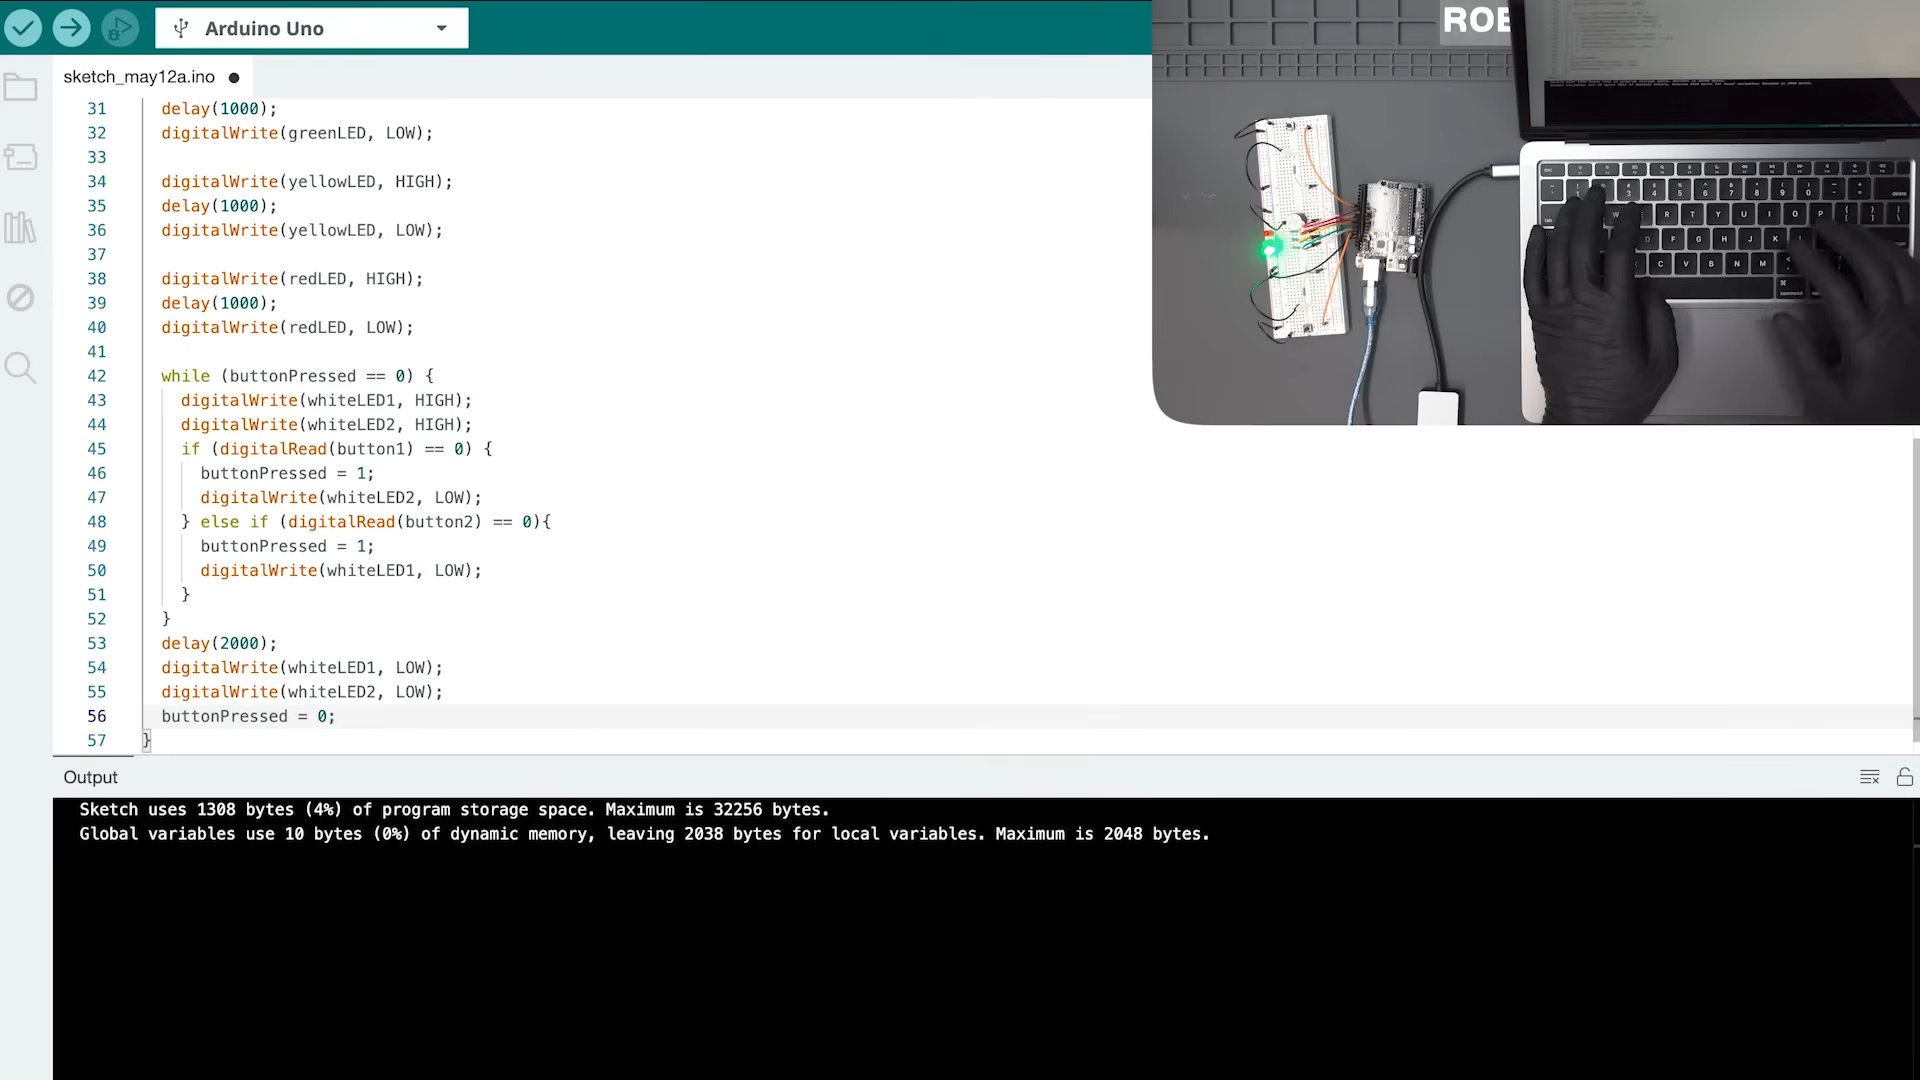 Arduino Uno
ROB
sketch_may12a.ino
31 delay(1000);
32 digitalWrite(greenLED, LOW);
33
34 digitalWrite(yellowLED, HIGH);
35 delay(1000);
36 digitalWrite(yellowLED, LOW);
37
38 digitalWrite(redLED, HIGH);
39 delay(1000);
40 digitalWrite(redLED, LOW);
41
42 while (buttonPressed == 0) {
43 digitalWrite(whiteLED1, HIGH);
44 digitalWrite(whiteLED2, HIGH);
45 if (digitalRead(button1) == 0) {
46 buttonPressed = 1;
47 digitalWrite(whiteLED2, LOW);
48 } else if (digitalRead(button2) == 0){
49 buttonPressed = 1;
50 digitalWrite(whiteLED1, LOW);
51 }
52 }
53 delay(2000);
54 digitalWrite(whiteLED1, LOW);
55 digitalWrite(whiteLED2, LOW);
56 buttonPressed = 0;
57 }
Output
Sketch uses 1308 bytes (4%) of program storage space. Maximum is 32256 bytes.
Global variables use 10 bytes (0%) of dynamic memory, leaving 2038 bytes for local variables. Maximum is 2048 bytes.